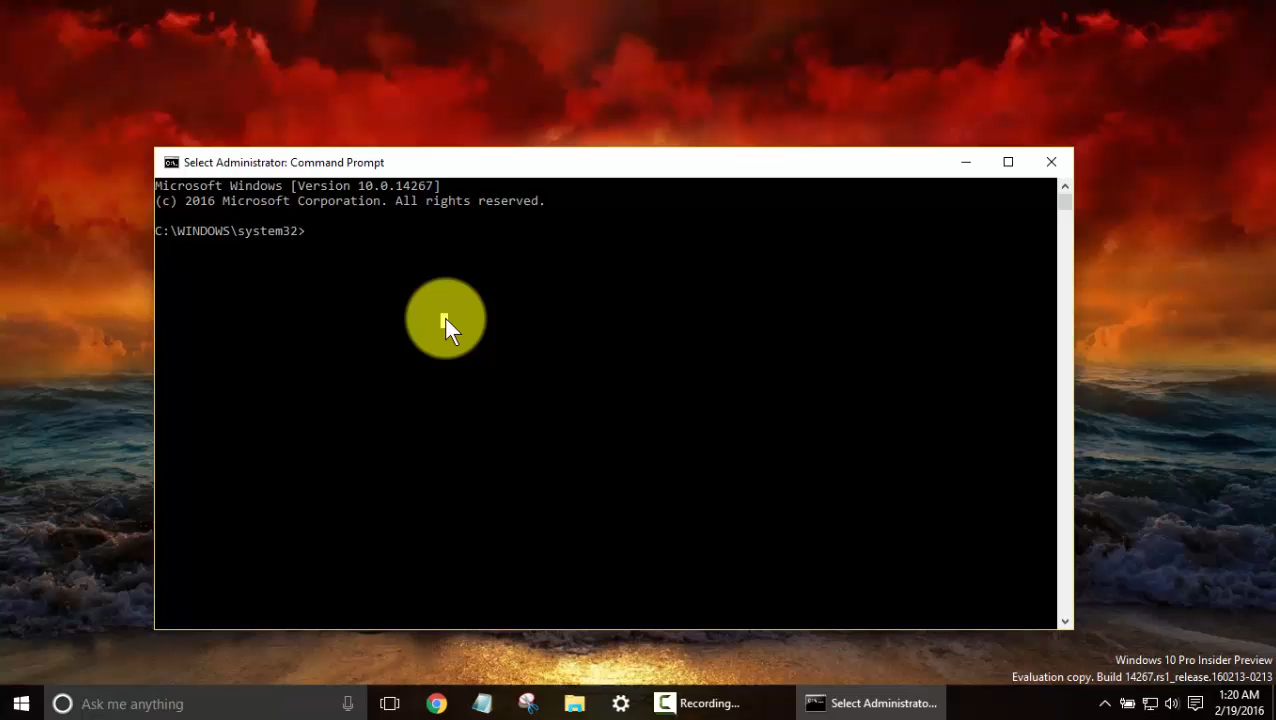 Select Administrator: Command Prompt
Microsoft Windows [Version 10.0.14267]
(c) 2016 Microsoft Corporation. All rights reserved.
C:\WINDOWS\system32>
Windows 10 Pro Insider Preview
Evaluation copy. Build 14267.rs1_release.160213-0213
Ask me anything
Recording...
Select Administrato...
1:20 AM
2/19/2016